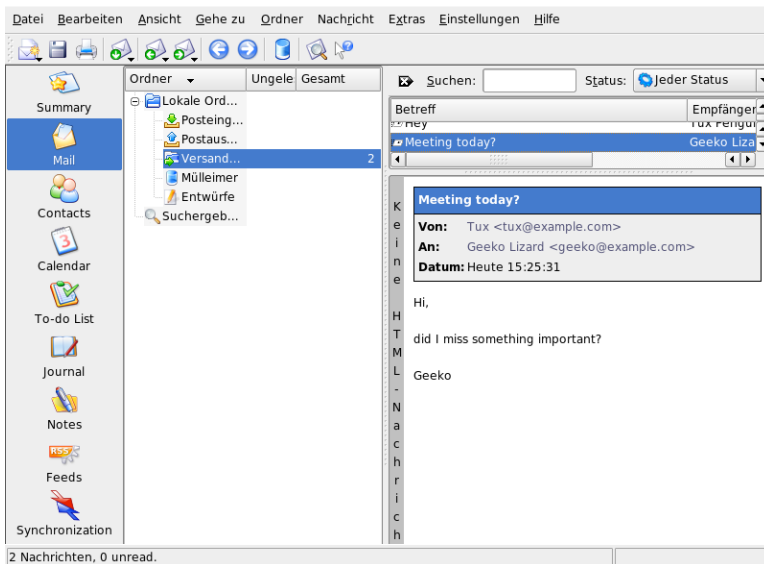 Datei Bearbeiten Ansicht Gehe zu Ordner Nachricht Extras Einstellungen Hilfe
Summary
Mail
Contacts
Calendar
To-do List
Journal
Notes
RSS
Feeds
Synchronization
Ordner Ungele Gesamt
Lokale Ord...
Posteing...
Postaus...
Versand... 2
Mülleimer
Entwürfe
Suchergeb...
Suchen: Status: Jeder Status
Betreff Empfänger
Hey Tux Pengui
Meeting today? Geeko Liza
Keine HTML-Nachrich
Meeting today?
Von: Tux <tux@example.com>
An: Geeko Lizard <geeko@example.com>
Datum: Heute 15:25:31
Hi,
did I miss something important?
Geeko
2 Nachrichten, 0 unread.